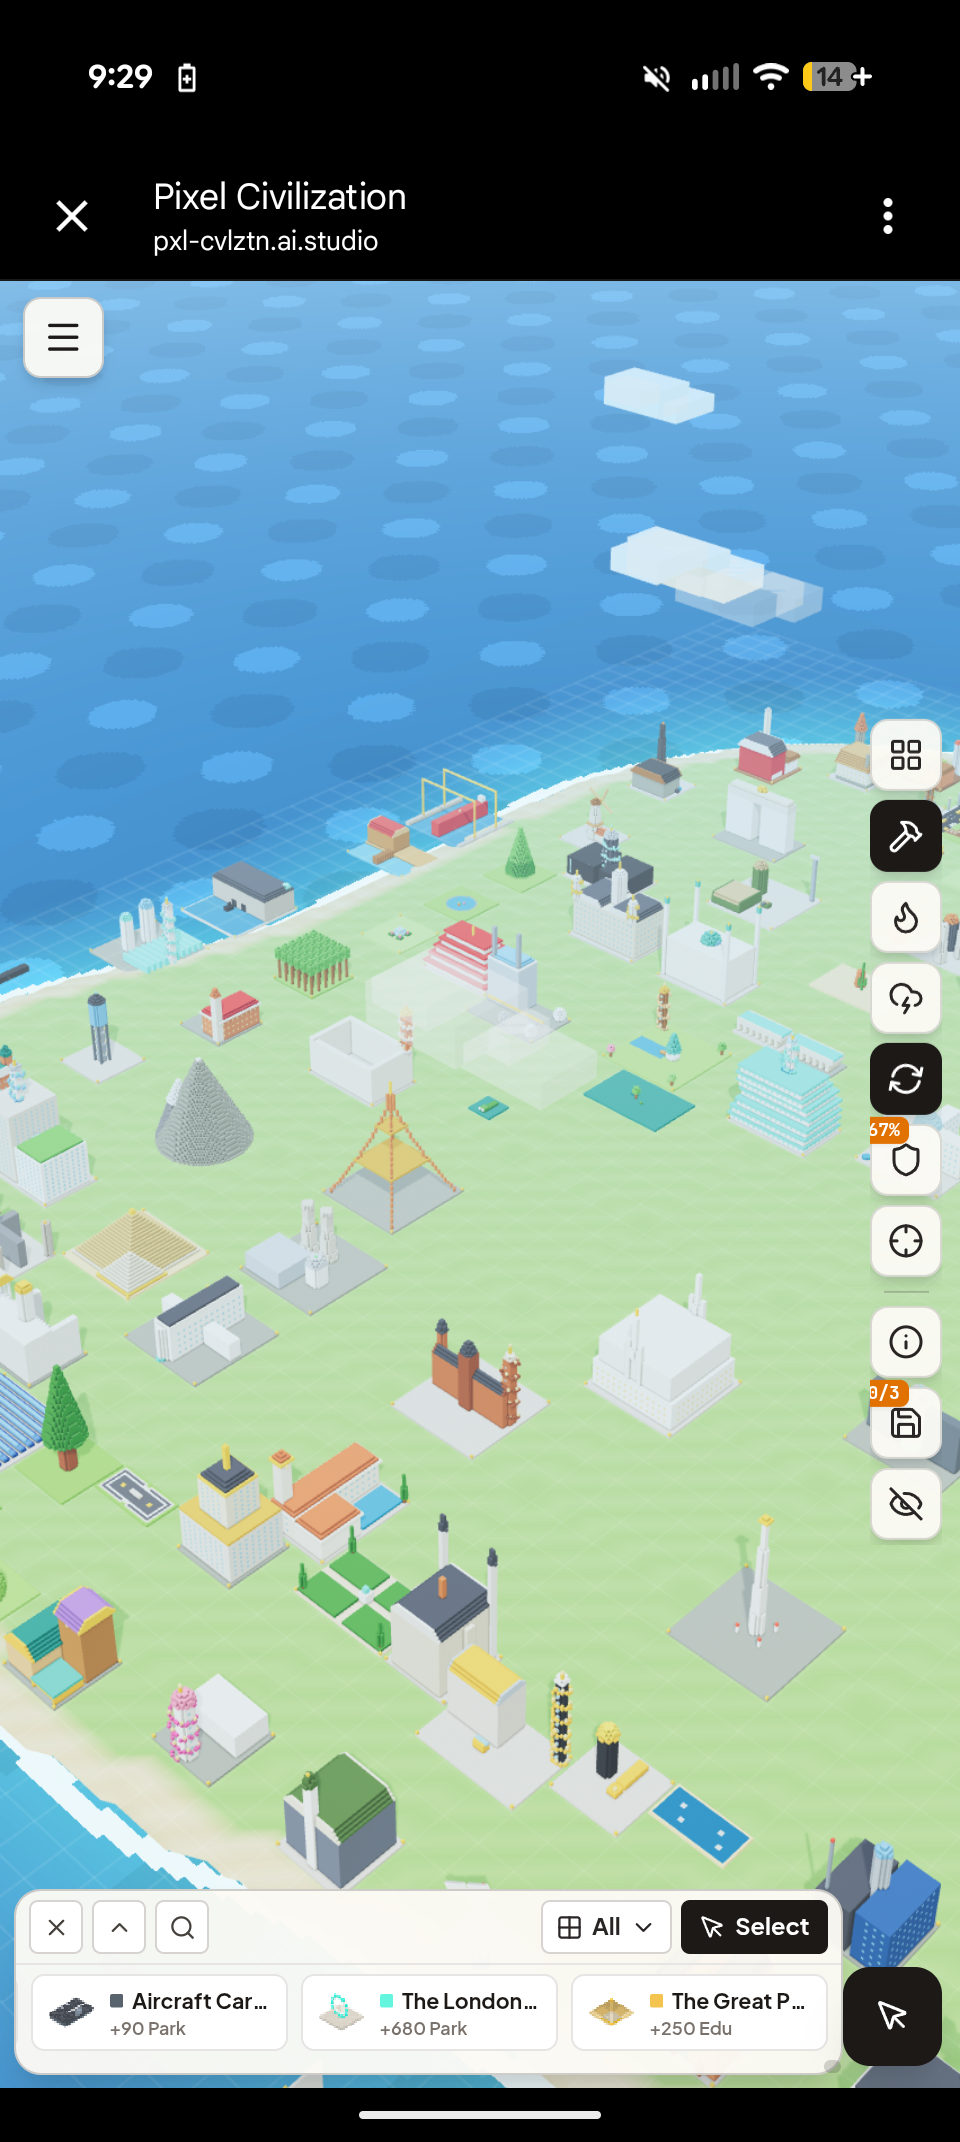 9:29
14
Pixel Civilization
pxl-cvlztn.ai.studio
67%
0/3
All
Select
Aircraft Car...
+90 Park
The London...
+680 Park
The Great P...
+250 Edu